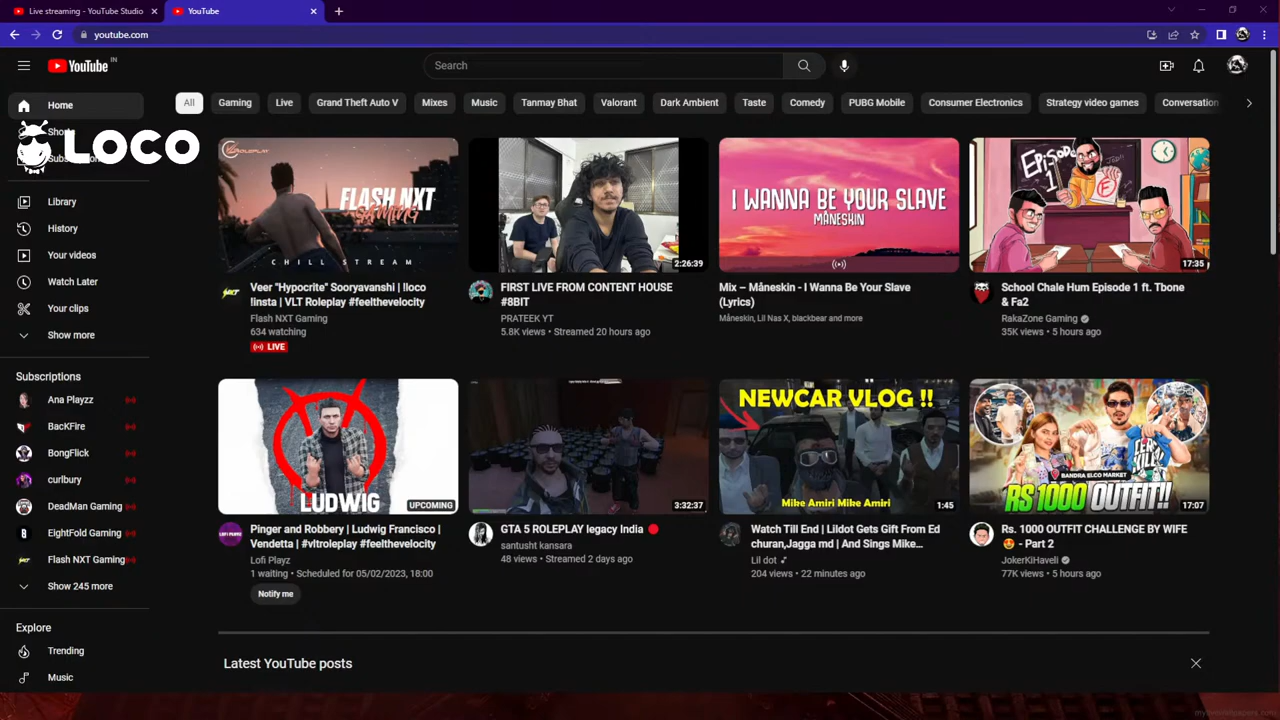 Live streaming - YouTube Studio
YouTube
youtube.com
YouTube IN
Search
Home
LOCO
Library
History
Your videos
Watch Later
Your clips
Show more
Subscriptions
Ana Playzz
BacKFire
BongFlick
curlbury
DeadMan Gaming
EightFold Gaming
Flash NXT Gaming
Show 245 more
Explore
Trending
Music
All
Gaming
Live
Grand Theft Auto V
Mixes
Music
Tanmay Bhat
Valorant
Dark Ambient
Taste
Comedy
PUBG Mobile
Consumer Electronics
Strategy video games
Conversation
FLASH NXT
GAMING
CHILL STREAM
Veer "Hypocrite" Sooryavanshi | !loco
!insta | VLT Roleplay #feelthevelocity
Flash NXT Gaming
634 watching
LIVE
2:26:39
FIRST LIVE FROM CONTENT HOUSE
#8BIT
PRATEEK YT
5.8K views • Streamed 20 hours ago
I WANNA BE YOUR SLAVE
MÅNESKIN
Mix – Måneskin - I Wanna Be Your Slave
(Lyrics)
Måneskin, Lil Nas X, blackbear and more
EPISODE
1
17:35
School Chale Hum Episode 1 ft. Tbone
& Fa2
RakaZone Gaming
35K views • 5 hours ago
LUDWIG
UPCOMING
Pinger and Robbery | Ludwig Francisco |
Vendetta | #vltroleplay #feelthevelocity
Lofi Playz
1 waiting • Scheduled for 05/02/2023, 18:00
Notify me
3:32:37
GTA 5 ROLEPLAY legacy India
santusht kansara
48 views • Streamed 2 days ago
NEWCAR VLOG !!
Mike Amiri Mike Amiri
1:45
Watch Till End | Lildot Gets Gift From Ed
churan,Jagga md | And Sings Mike...
Lil dot
204 views • 22 minutes ago
BANDRA ELCO MARKET
RS 1000 OUTFIT!!
17:07
Rs. 1000 OUTFIT CHALLENGE BY WIFE
😍 - Part 2
JokerKiHaveli
77K views • 5 hours ago
Latest YouTube posts